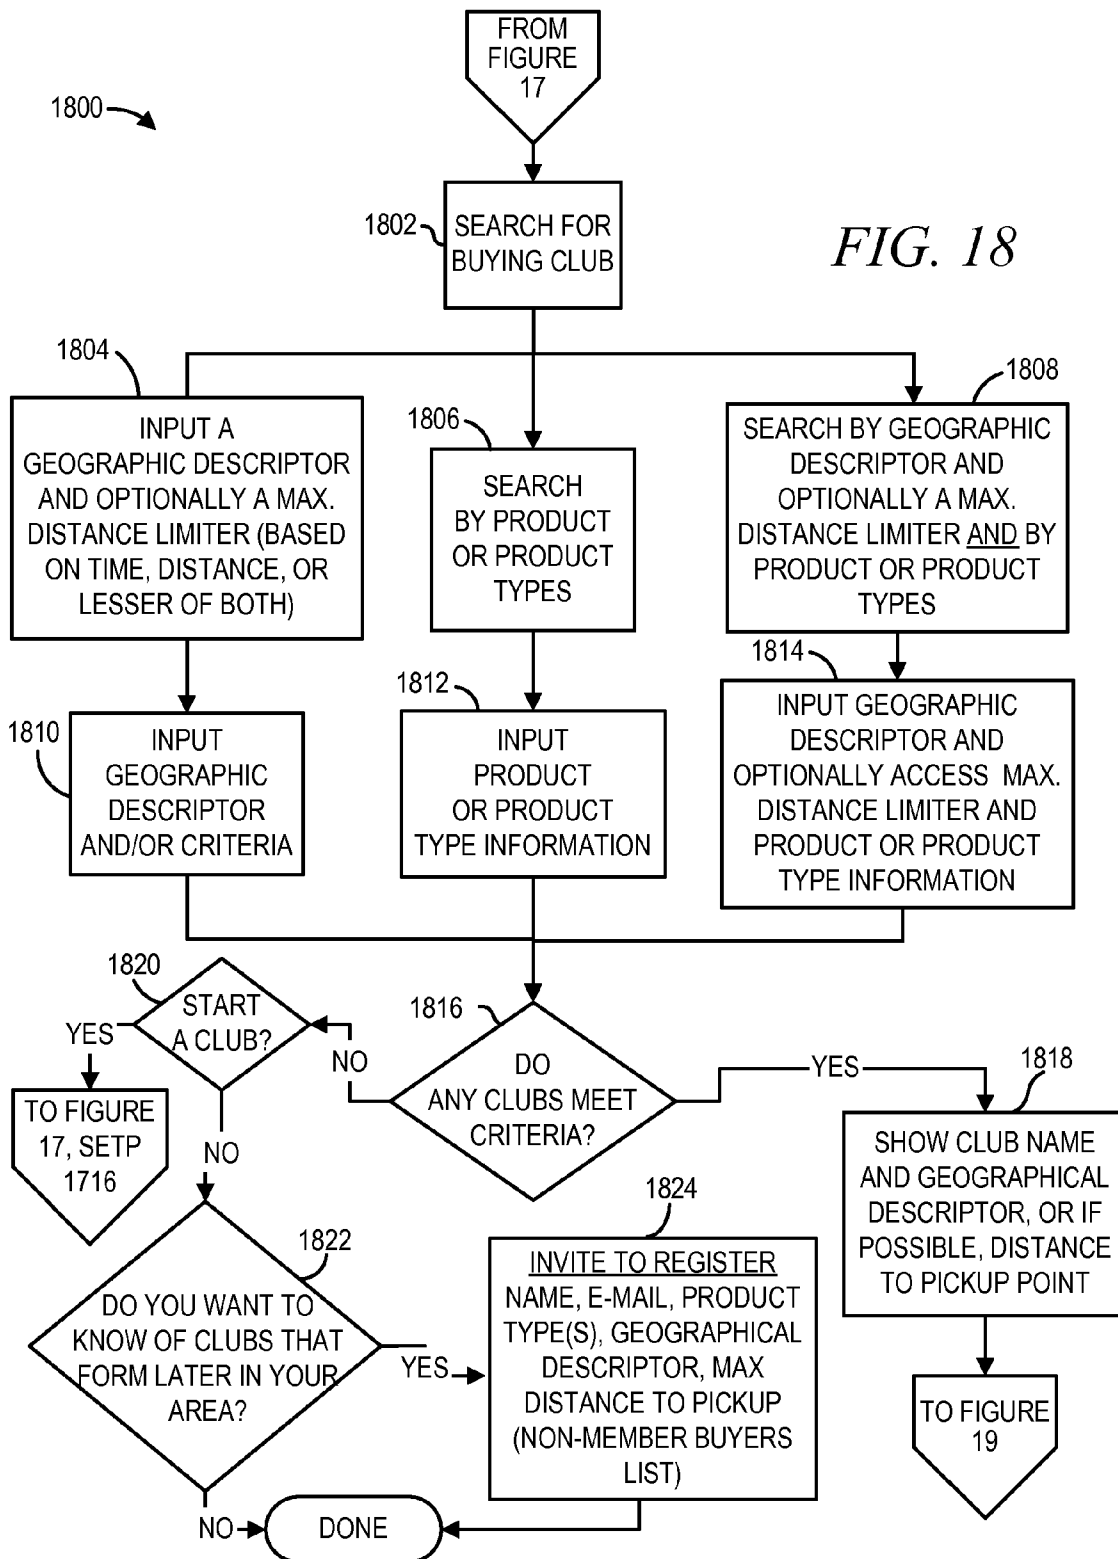 FROM
FIGURE
17
1800
1802
SEARCH FOR
BUYING CLUB
FIG. 18
1804
INPUT A
GEOGRAPHIC DESCRIPTOR
AND OPTIONALLY A MAX.
DISTANCE LIMITER (BASED
ON TIME, DISTANCE, OR
LESSER OF BOTH)
1806
SEARCH
BY PRODUCT
OR PRODUCT
TYPES
1808
SEARCH BY GEOGRAPHIC
DESCRIPTOR AND
OPTIONALLY A MAX.
DISTANCE LIMITER AND BY
PRODUCT OR PRODUCT
TYPES
1810
INPUT
GEOGRAPHIC
DESCRIPTOR
AND/OR CRITERIA
1812
INPUT
PRODUCT
OR PRODUCT
TYPE INFORMATION
1814
INPUT GEOGRAPHIC
DESCRIPTOR AND
OPTIONALLY ACCESS MAX.
DISTANCE LIMITER AND
PRODUCT OR PRODUCT
TYPE INFORMATION
1816
DO
ANY CLUBS MEET
CRITERIA?
NO
YES
1820
START
A CLUB?
YES
TO FIGURE
17, SETP
1716
NO
1818
SHOW CLUB NAME
AND GEOGRAPHICAL
DESCRIPTOR, OR IF
POSSIBLE, DISTANCE
TO PICKUP POINT
TO FIGURE
19
1822
DO YOU WANT TO
KNOW OF CLUBS THAT
FORM LATER IN YOUR
AREA?
YES
1824
INVITE TO REGISTER
NAME, E-MAIL, PRODUCT
TYPE(S), GEOGRAPHICAL
DESCRIPTOR, MAX
DISTANCE TO PICKUP
(NON-MEMBER BUYERS
LIST)
NO
DONE